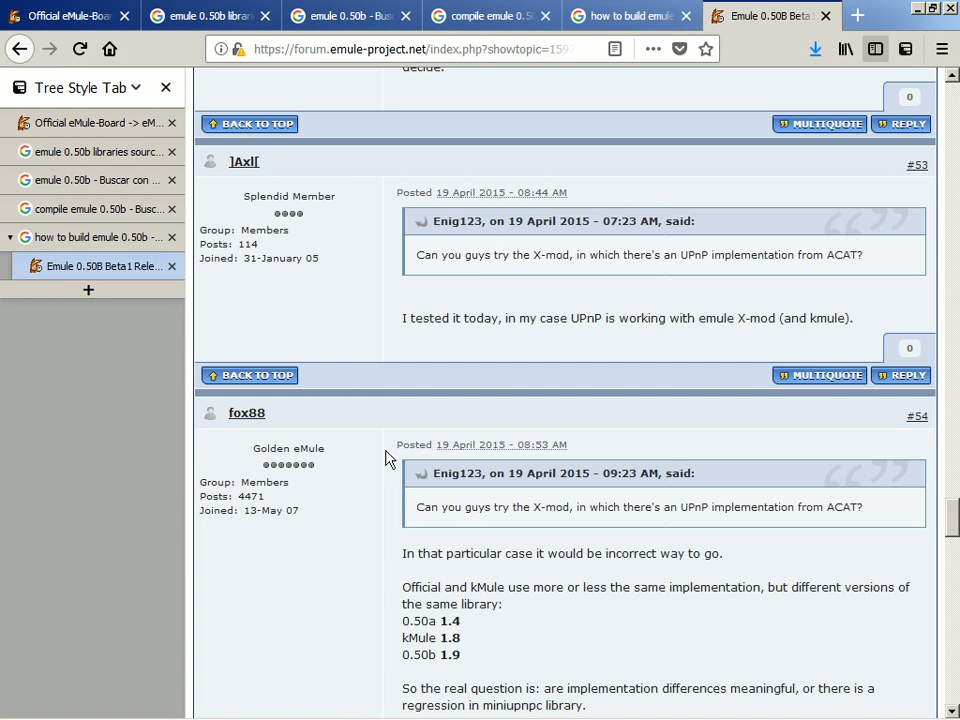 Official eMule-Boar
emule 0.50b librari
emule 0.50b - Busc
compile emule 0.50
how to build emule
Emule 0.50B Beta1
https://forum.emule-project.net/index.php?showtopic=159
Tree Style Tab
Official eMule-Board -> eM...
emule 0.50b libraries sourc...
emule 0.50b - Buscar con ...
compile emule 0.50b - Busc...
how to build emule 0.50b -...
Emule 0.50B Beta1 Rele...
decide.
0
BACK TO TOP
MULTIQUOTE
REPLY
]Axl[
#53
Splendid Member
Group: Members
Posts: 114
Joined: 31-January 05
Posted 19 April 2015 - 08:44 AM
Enig123, on 19 April 2015 - 07:23 AM, said:
Can you guys try the X-mod, in which there's an UPnP implementation from ACAT?
I tested it today, in my case UPnP is working with emule X-mod (and kmule).
0
BACK TO TOP
MULTIQUOTE
REPLY
fox88
#54
Golden eMule
Group: Members
Posts: 4471
Joined: 13-May 07
Posted 19 April 2015 - 08:53 AM
Enig123, on 19 April 2015 - 09:23 AM, said:
Can you guys try the X-mod, in which there's an UPnP implementation from ACAT?
In that particular case it would be incorrect way to go.
Official and kMule use more or less the same implementation, but different versions of
the same library:
0.50a 1.4
kMule 1.8
0.50b 1.9
So the real question is: are implementation differences meaningful, or there is a
regression in miniupnpc library.